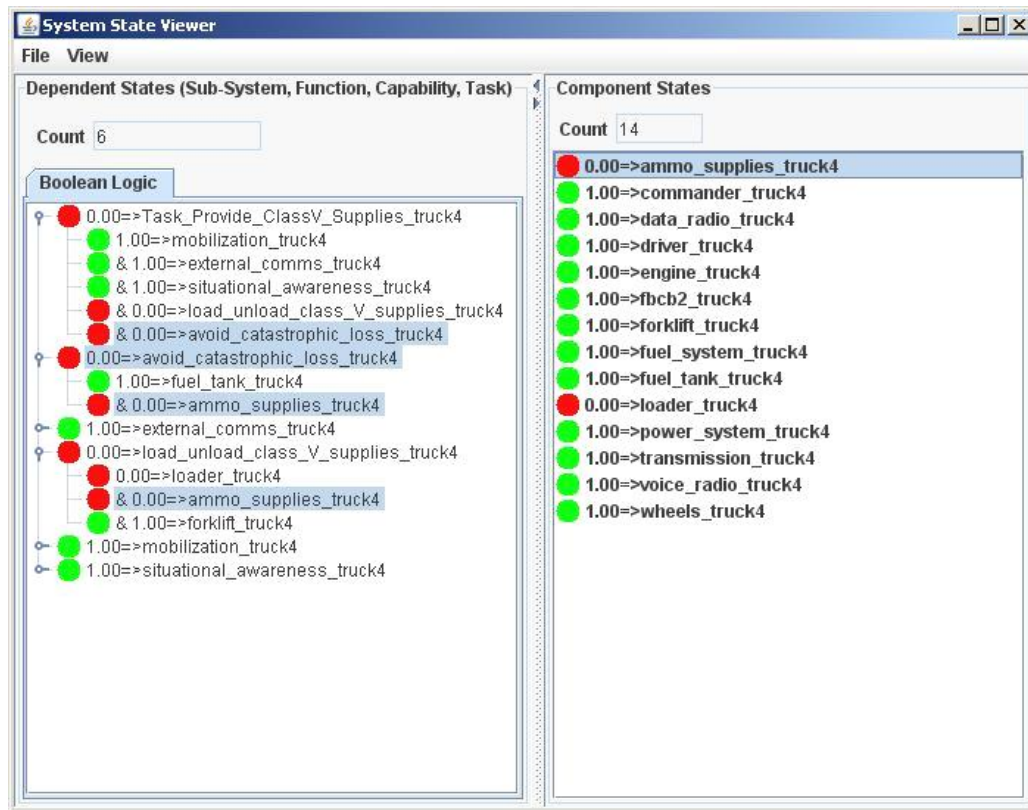 System State Viewer
File View
Dependent States (Sub-System, Function, Capability, Task)
Count 6
Boolean Logic
0.00=>Task_Provide_ClassV_Supplies_truck4
1.00=>mobilization_truck4
& 1.00=>external_comms_truck4
& 1.00=>situational_awareness_truck4
& 0.00=>load_unload_class_V_supplies_truck4
& 0.00=>avoid_catastrophic_loss_truck4
0.00=>avoid_catastrophic_loss_truck4
1.00=>fuel_tank_truck4
& 0.00=>ammo_supplies_truck4
1.00=>external_comms_truck4
0.00=>load_unload_class_V_supplies_truck4
0.00=>loader_truck4
& 0.00=>ammo_supplies_truck4
& 1.00=>forklift_truck4
1.00=>mobilization_truck4
1.00=>situational_awareness_truck4
Component States
Count 14
0.00=>ammo_supplies_truck4
1.00=>commander_truck4
1.00=>data_radio_truck4
1.00=>driver_truck4
1.00=>engine_truck4
1.00=>fbcb2_truck4
1.00=>forklift_truck4
1.00=>fuel_system_truck4
1.00=>fuel_tank_truck4
0.00=>loader_truck4
1.00=>power_system_truck4
1.00=>transmission_truck4
1.00=>voice_radio_truck4
1.00=>wheels_truck4